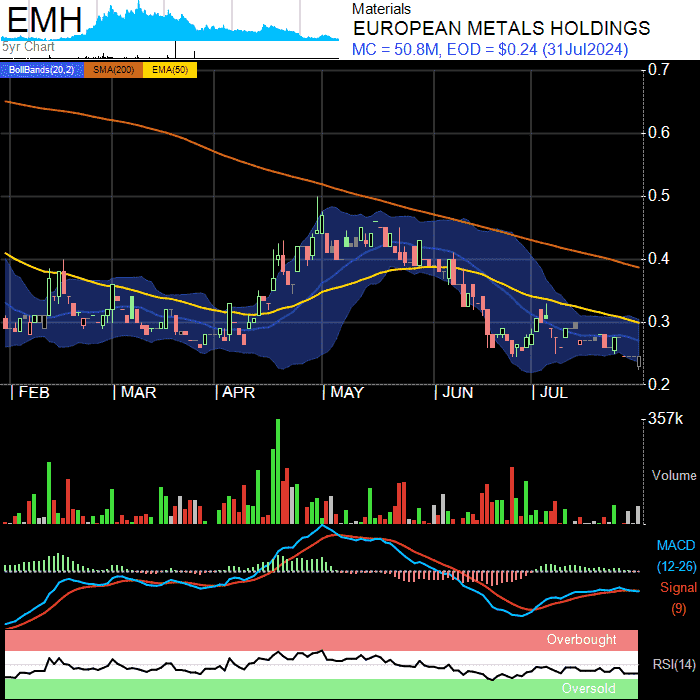 EMH
5yr Chart
Materials
EUROPEAN METALS HOLDINGS
MC = 50.8M, EOD = $0.24 (31Jul2024)
BollBands(20,2) SMA(200) EMA(50)
0.7
0.6
0.5
0.4
0.3
0.2
FEB MAR APR MAY JUN JUL
357k
Volume
MACD
(12-26)
Signal
(9)
Overbought
RSI(14)
Oversold